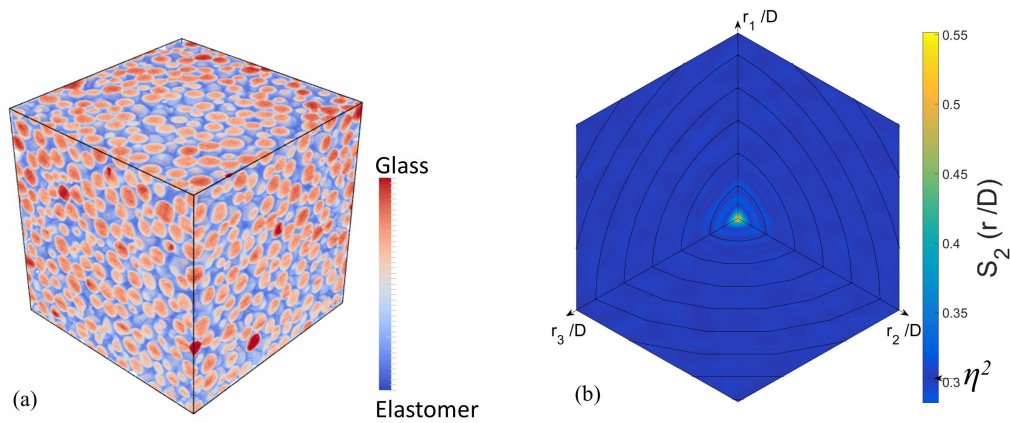 Glass
Elastomer
(a)
r₁ /D
r₃ /D
r₂ /D
(b)
0.55
0.5
0.45
0.4
0.35
0.3
S₂ (r /D)
η²